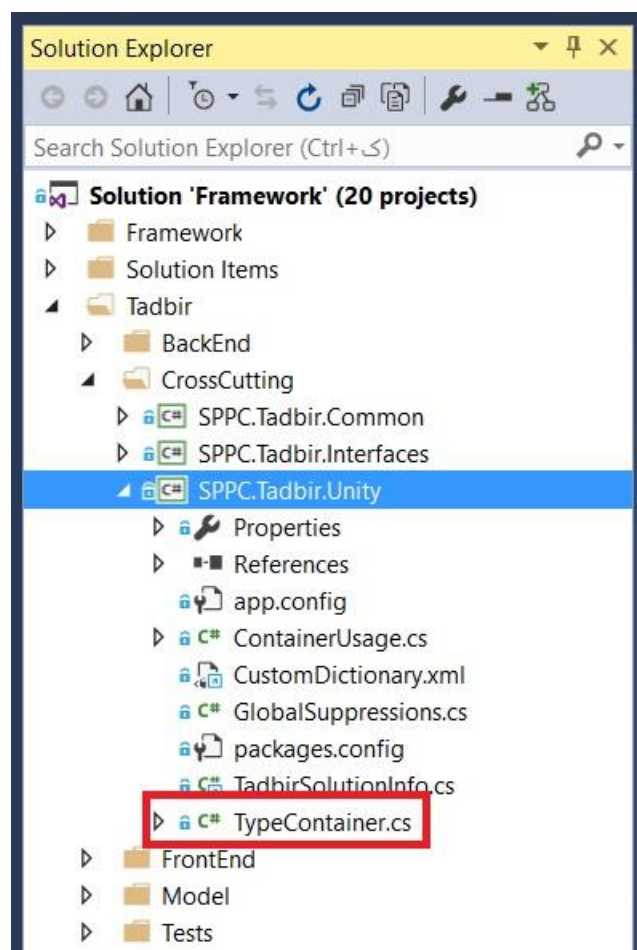 Solution Explorer
Search Solution Explorer (Ctrl+ک)
Solution 'Framework' (20 projects)
Framework
Solution Items
Tadbir
BackEnd
CrossCutting
C# SPPC.Tadbir.Common
C# SPPC.Tadbir.Interfaces
C# SPPC.Tadbir.Unity
Properties
References
app.config
C# ContainerUsage.cs
CustomDictionary.xml
C# GlobalSuppressions.cs
packages.config
C# TadbirSolutionInfo.cs
C# TypeContainer.cs
FrontEnd
Model
Tests